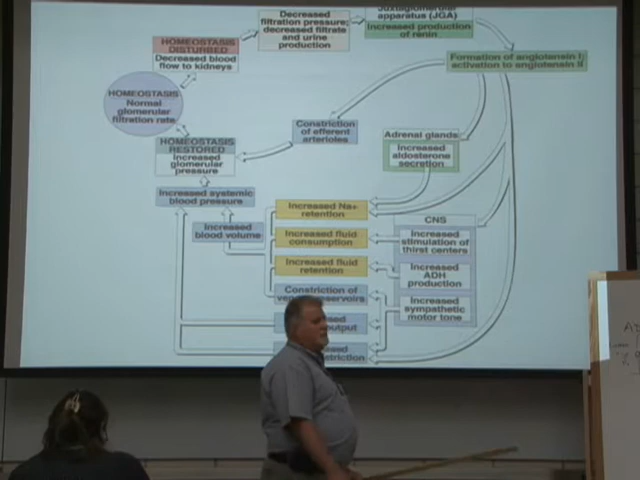 Decreased
filtration pressure;
decreased filtrate
and urine
production
Juxtaglomerular
apparatus (JGA)
Increased production
of renin
HOMEOSTASIS
DISTURBED
Decreased blood
flow to kidneys
Formation of angiotensin I;
activation to angiotensin II
HOMEOSTASIS
Normal
glomerular
filtration rate
Constriction
of efferent
arterioles
Adrenal glands
Increased
aldosterone
secretion
HOMEOSTASIS
RESTORED
Increased
glomerular
pressure
Increased systemic
blood pressure
Increased
blood volume
Increased Na+
retention
Increased fluid
consumption
Increased fluid
retention
Constriction of
CNS
Increased
stimulation of
thirst centers
Increased
ADH
production
Increased
sympathetic
motor tone
output